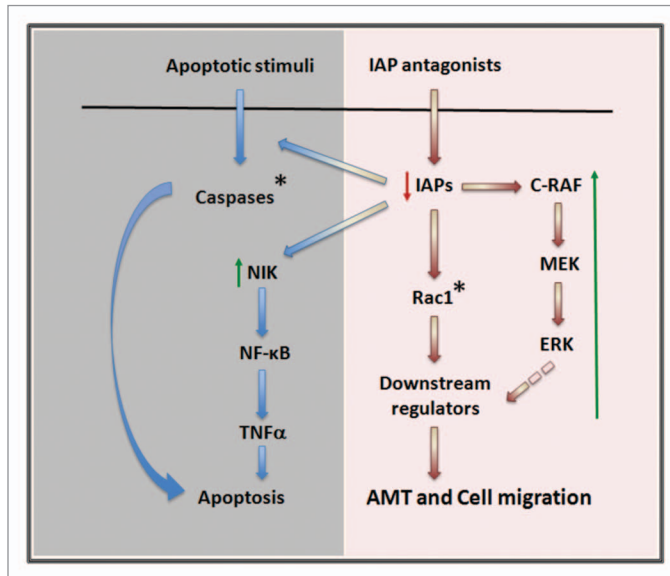 Apoptotic stimuli
IAP antagonists
Caspases*
IAPs
C-RAF
NIK
MEK
Rac1*
NF-κB
ERK
Downstream
regulators
TNFα
Apoptosis
AMT and Cell migration